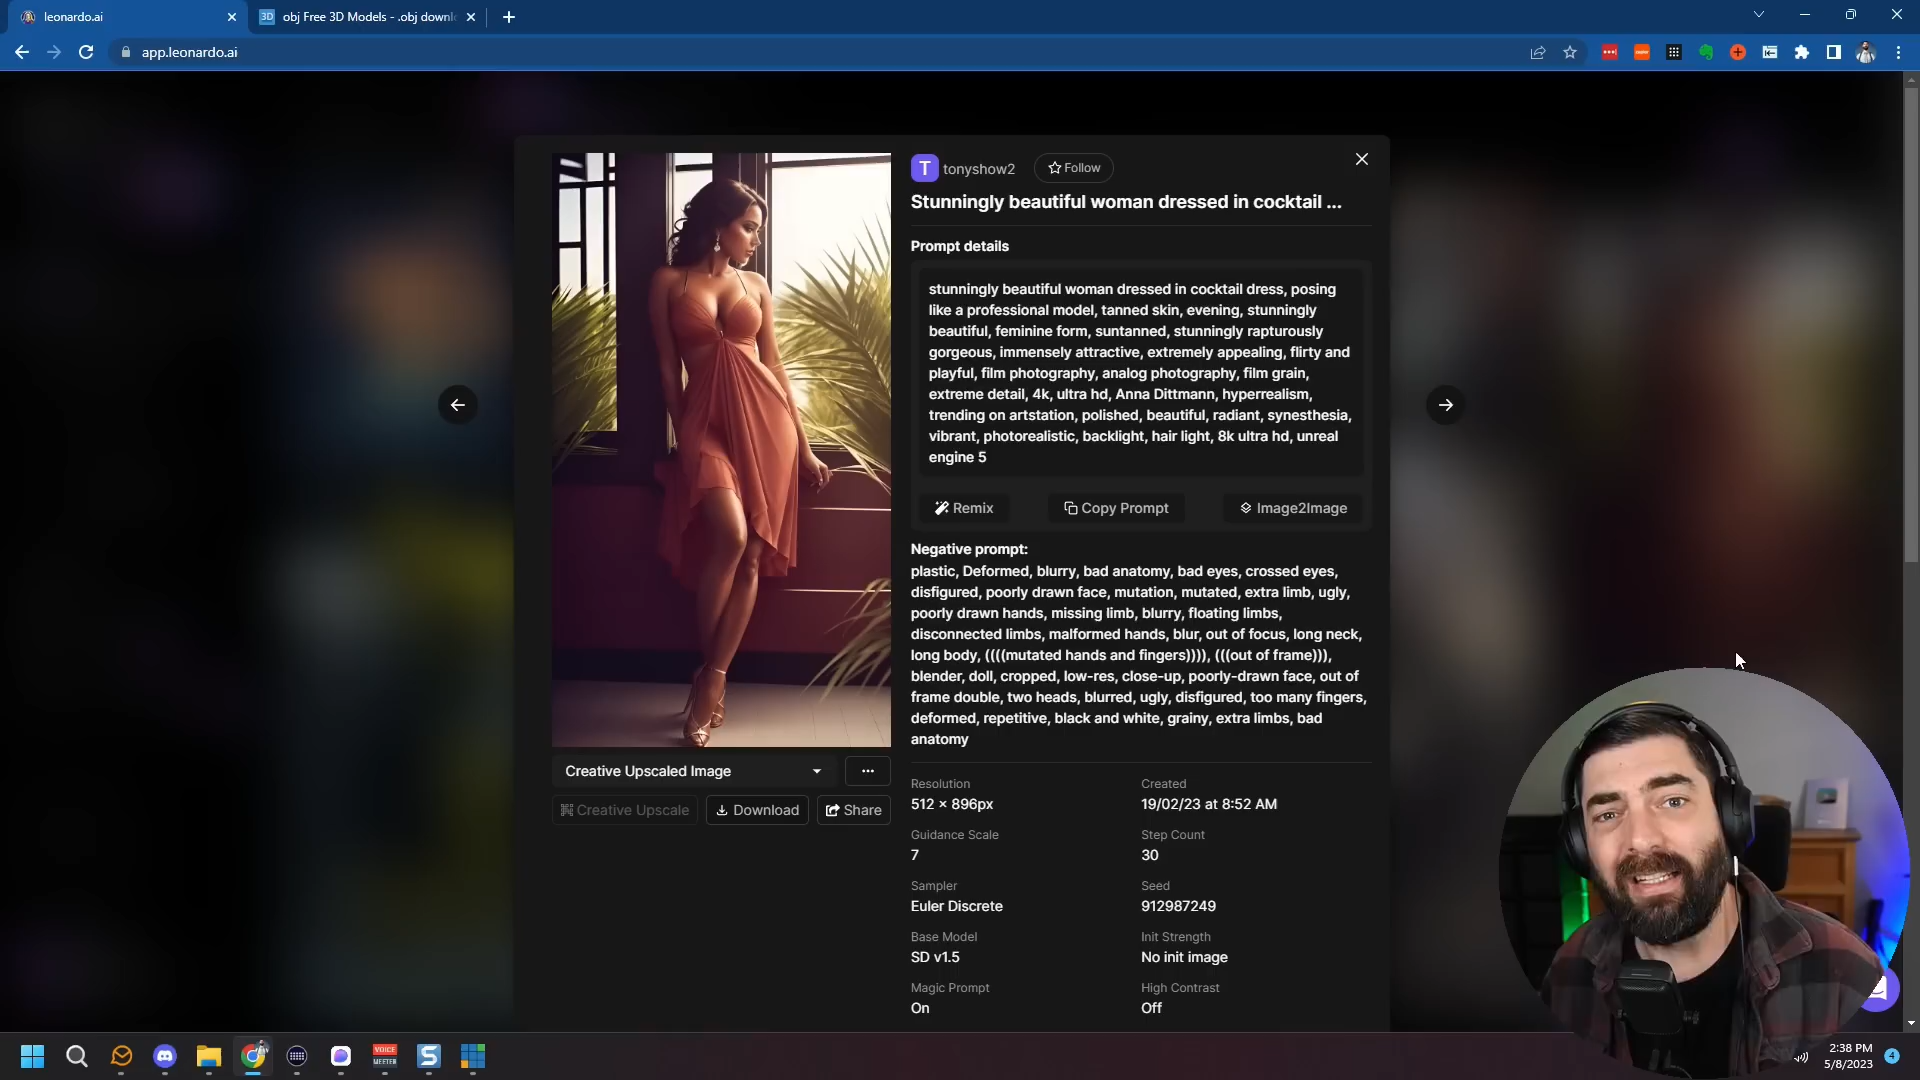 leonardo.ai
3D obj Free 3D Models - .obj downl
app.leonardo.ai
T tonyshow2 Follow
Stunningly beautiful woman dressed in cocktail ...
Prompt details
stunningly beautiful woman dressed in cocktail dress, posing
like a professional model, tanned skin, evening, stunningly
beautiful, feminine form, suntanned, stunningly rapturously
gorgeous, immensely attractive, extremely appealing, flirty and
playful, film photography, analog photography, film grain,
extreme detail, 4k, ultra hd, Anna Dittmann, hyperrealism,
trending on artstation, polished, beautiful, radiant, synesthesia,
vibrant, photorealistic, backlight, hair light, 8k ultra hd, unreal
engine 5
Remix Copy Prompt Image2Image
Negative prompt:
plastic, Deformed, blurry, bad anatomy, bad eyes, crossed eyes,
disfigured, poorly drawn face, mutation, mutated, extra limb, ugly,
poorly drawn hands, missing limb, blurry, floating limbs,
disconnected limbs, malformed hands, blur, out of focus, long neck,
long body, ((((mutated hands and fingers)))), (((out of frame))),
blender, doll, cropped, low-res, close-up, poorly-drawn face, out of
frame double, two heads, blurred, ugly, disfigured, too many fingers,
deformed, repetitive, black and white, grainy, extra limbs, bad
anatomy
Creative Upscaled Image ...
Creative Upscale Download Share
Resolution Created
512 × 896px 19/02/23 at 8:52 AM
Guidance Scale Step Count
7 30
Sampler Seed
Euler Discrete 912987249
Base Model Init Strength
SD v1.5 No init image
Magic Prompt High Contrast
On Off
VOICE
MEETER
S
2:38 PM
5/8/2023
4